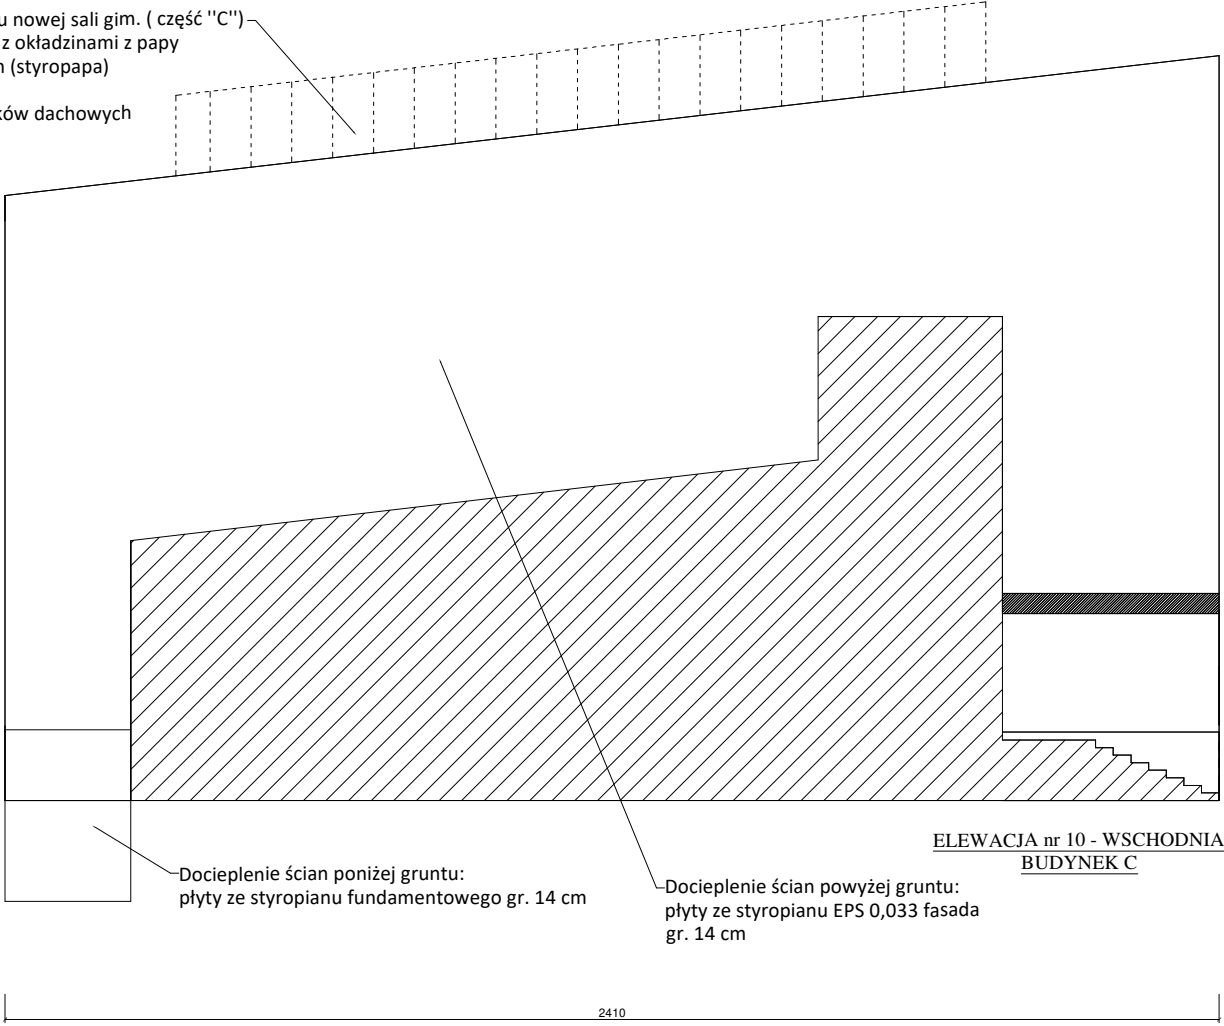 u nowej sali gim. ( część "C")
z okładzinami z papy
(styropapa)
dachowych
ELEWACJA nr 10 - WSCHODNIA
BUDYNEK C
Docieplenie ścian poniżej gruntu:
płyty ze styropianu fundamentowego gr. 14 cm
Docieplenie ścian powyżej gruntu:
płyty ze styropianu EPS 0,033 fasada
gr. 14 cm
2410